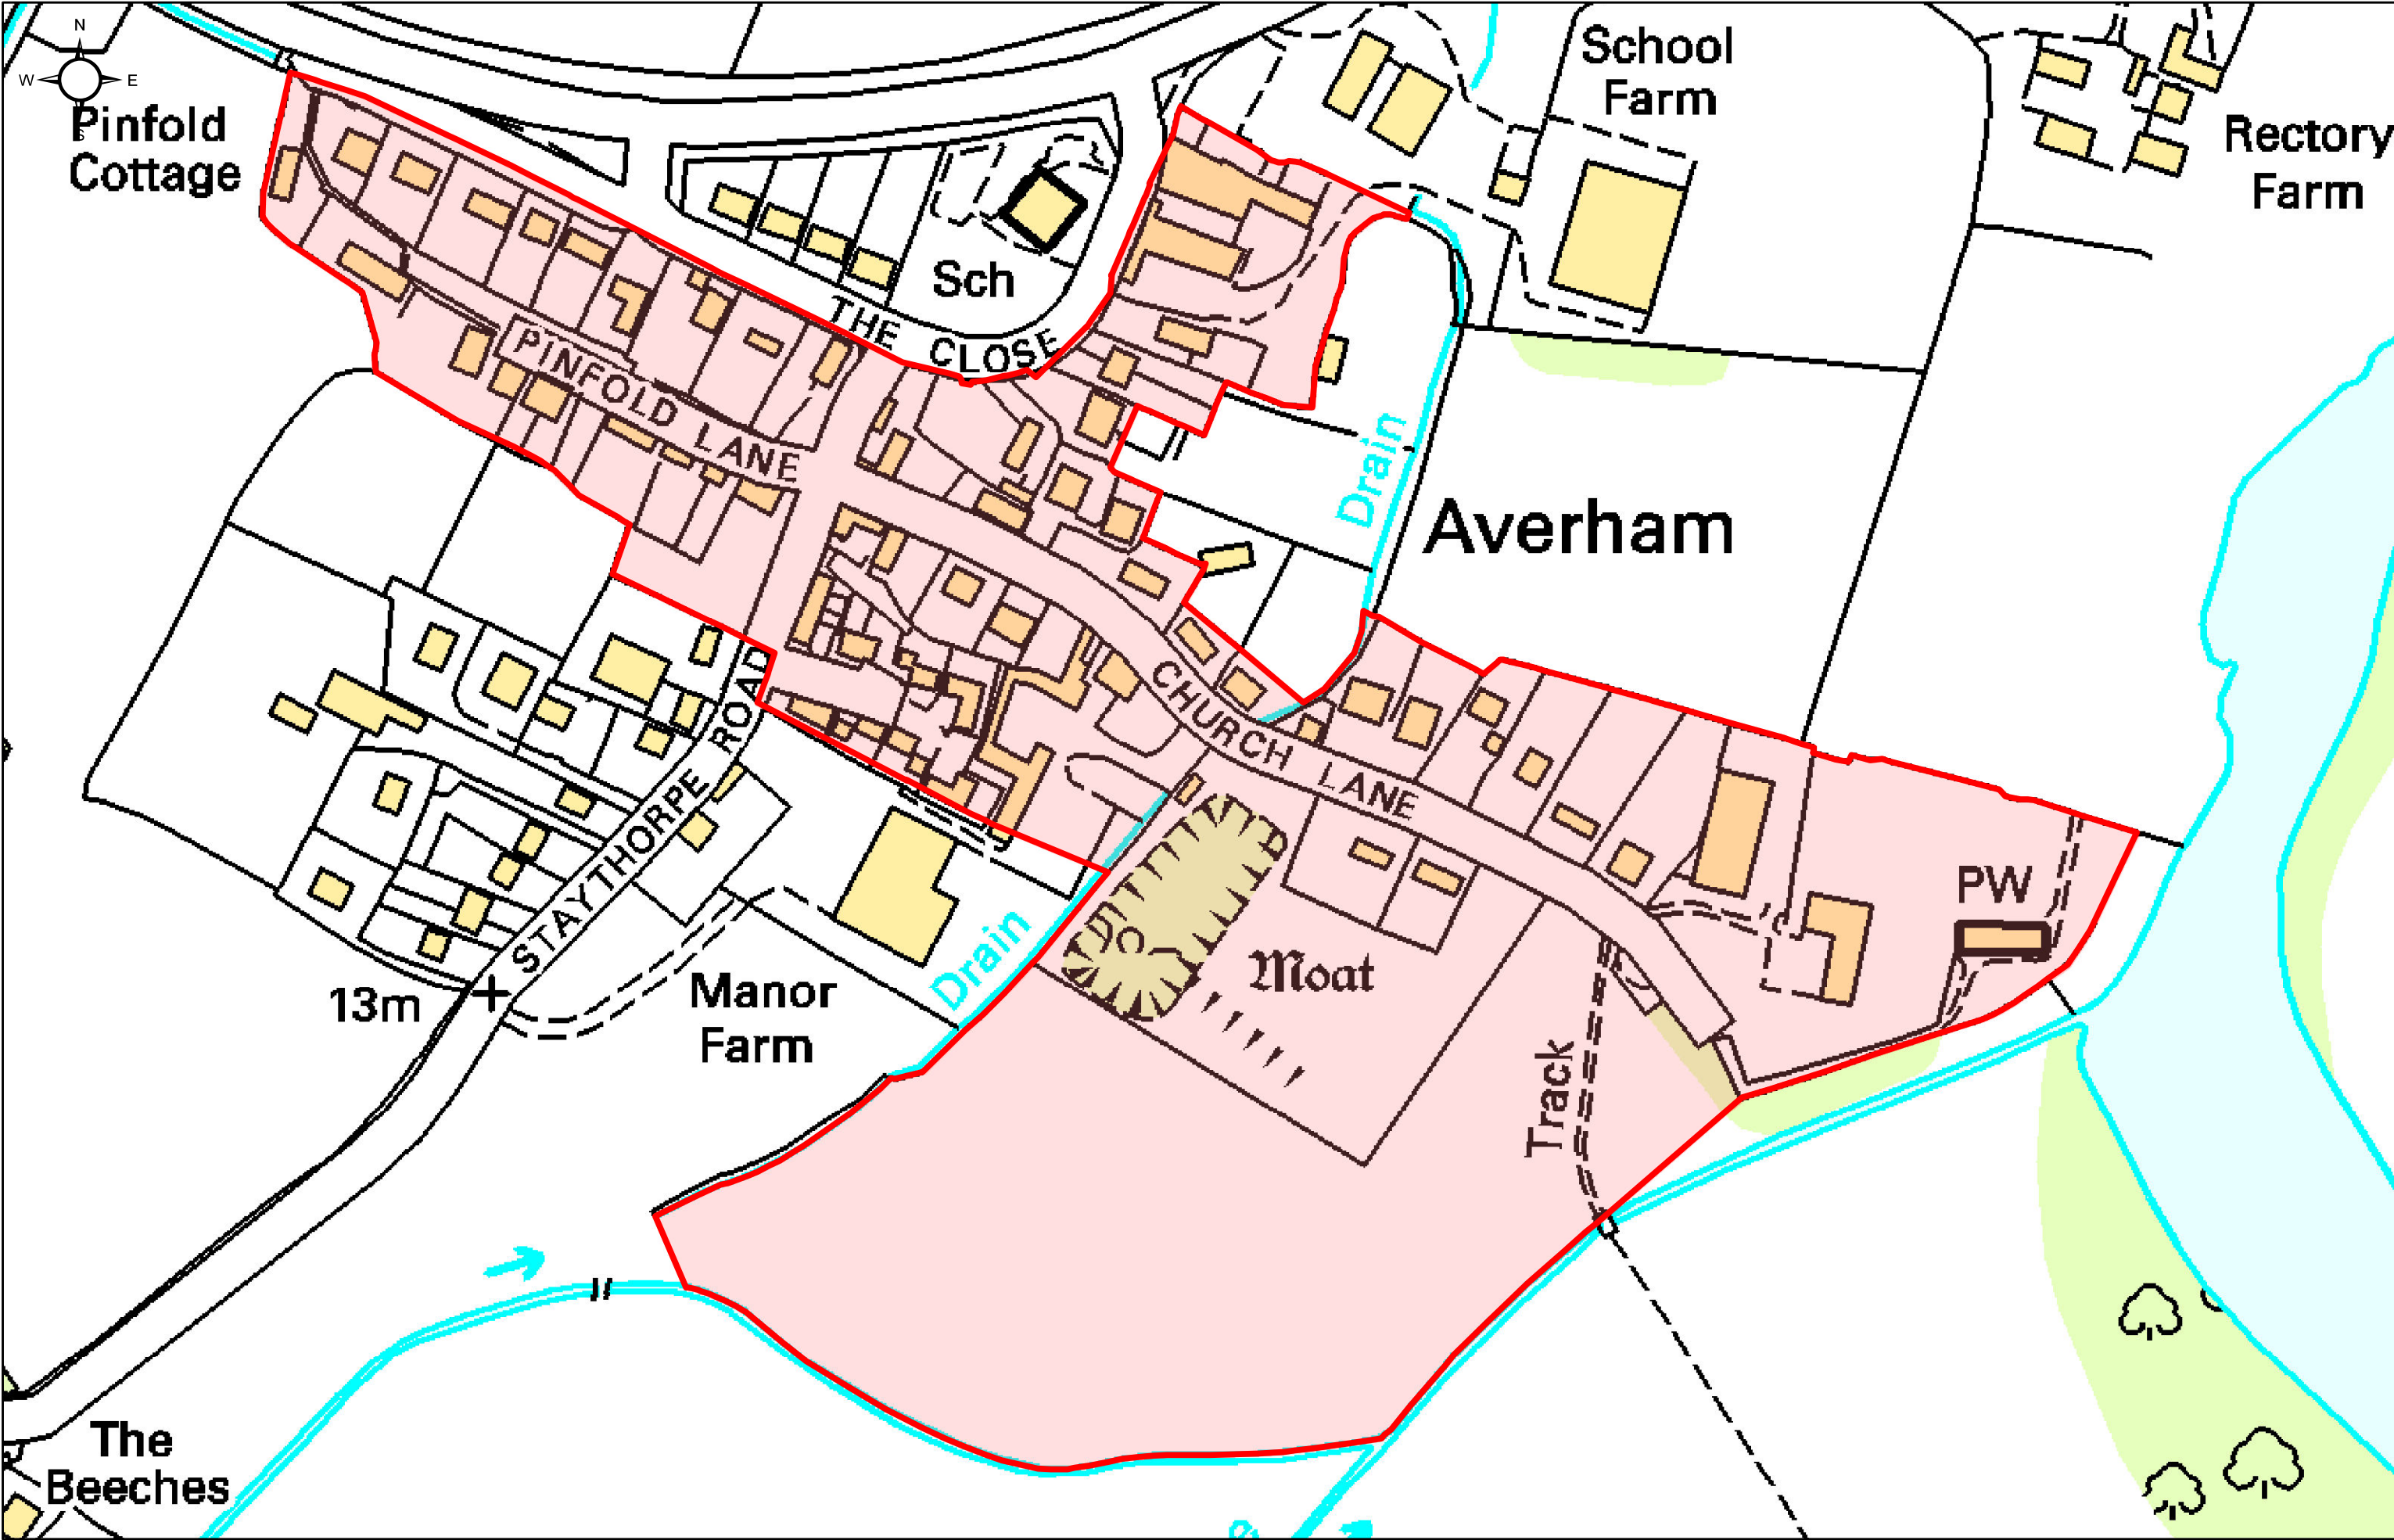 N
W E
S
Pinfold
Cottage
School
Farm
Rectory
Farm
Sch
THE CLOSE
PINFOLD LANE
Drain
Averham
CHURCH LANE
STAYTHORPE ROAD
PW
Moat
Drain
13m
Manor
Farm
Track
The
Beeches